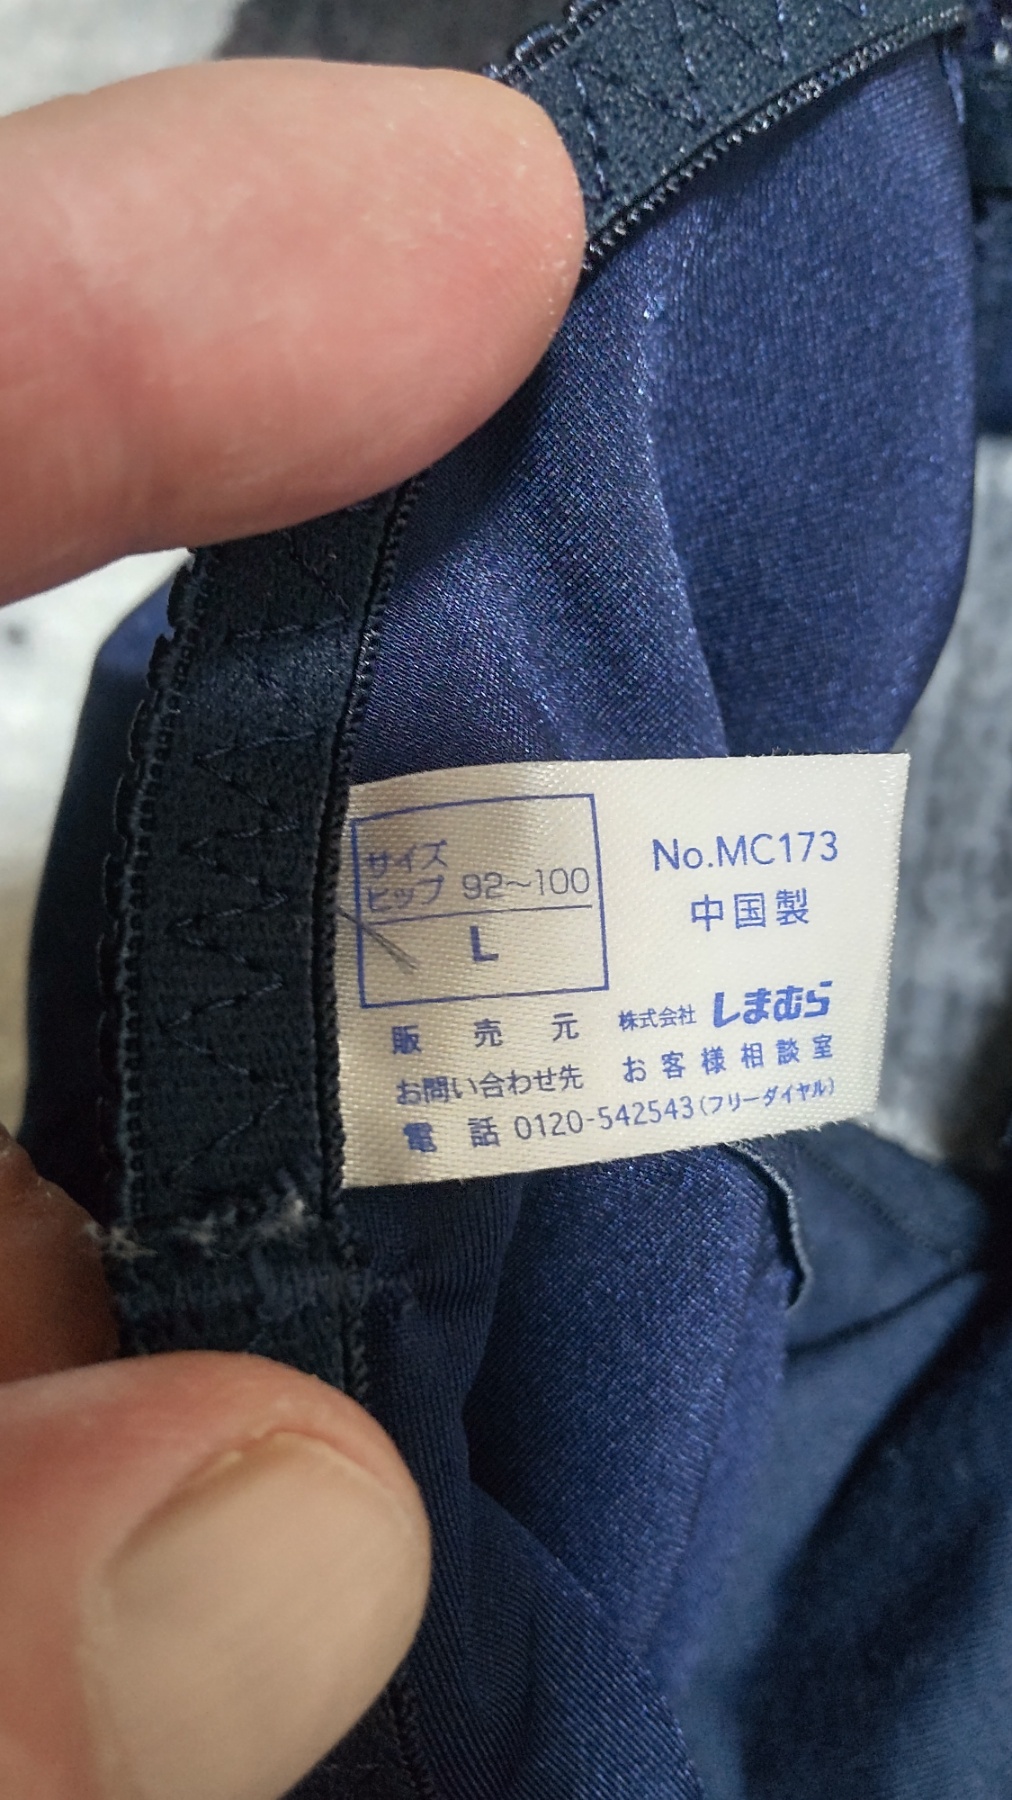 サイズ
ヒップ 92～100
L
No.MC173
中国製
販売元 株式会社 しまむら
お問い合わせ先 お客様相談室
電話 0120-542543(フリーダイヤル)